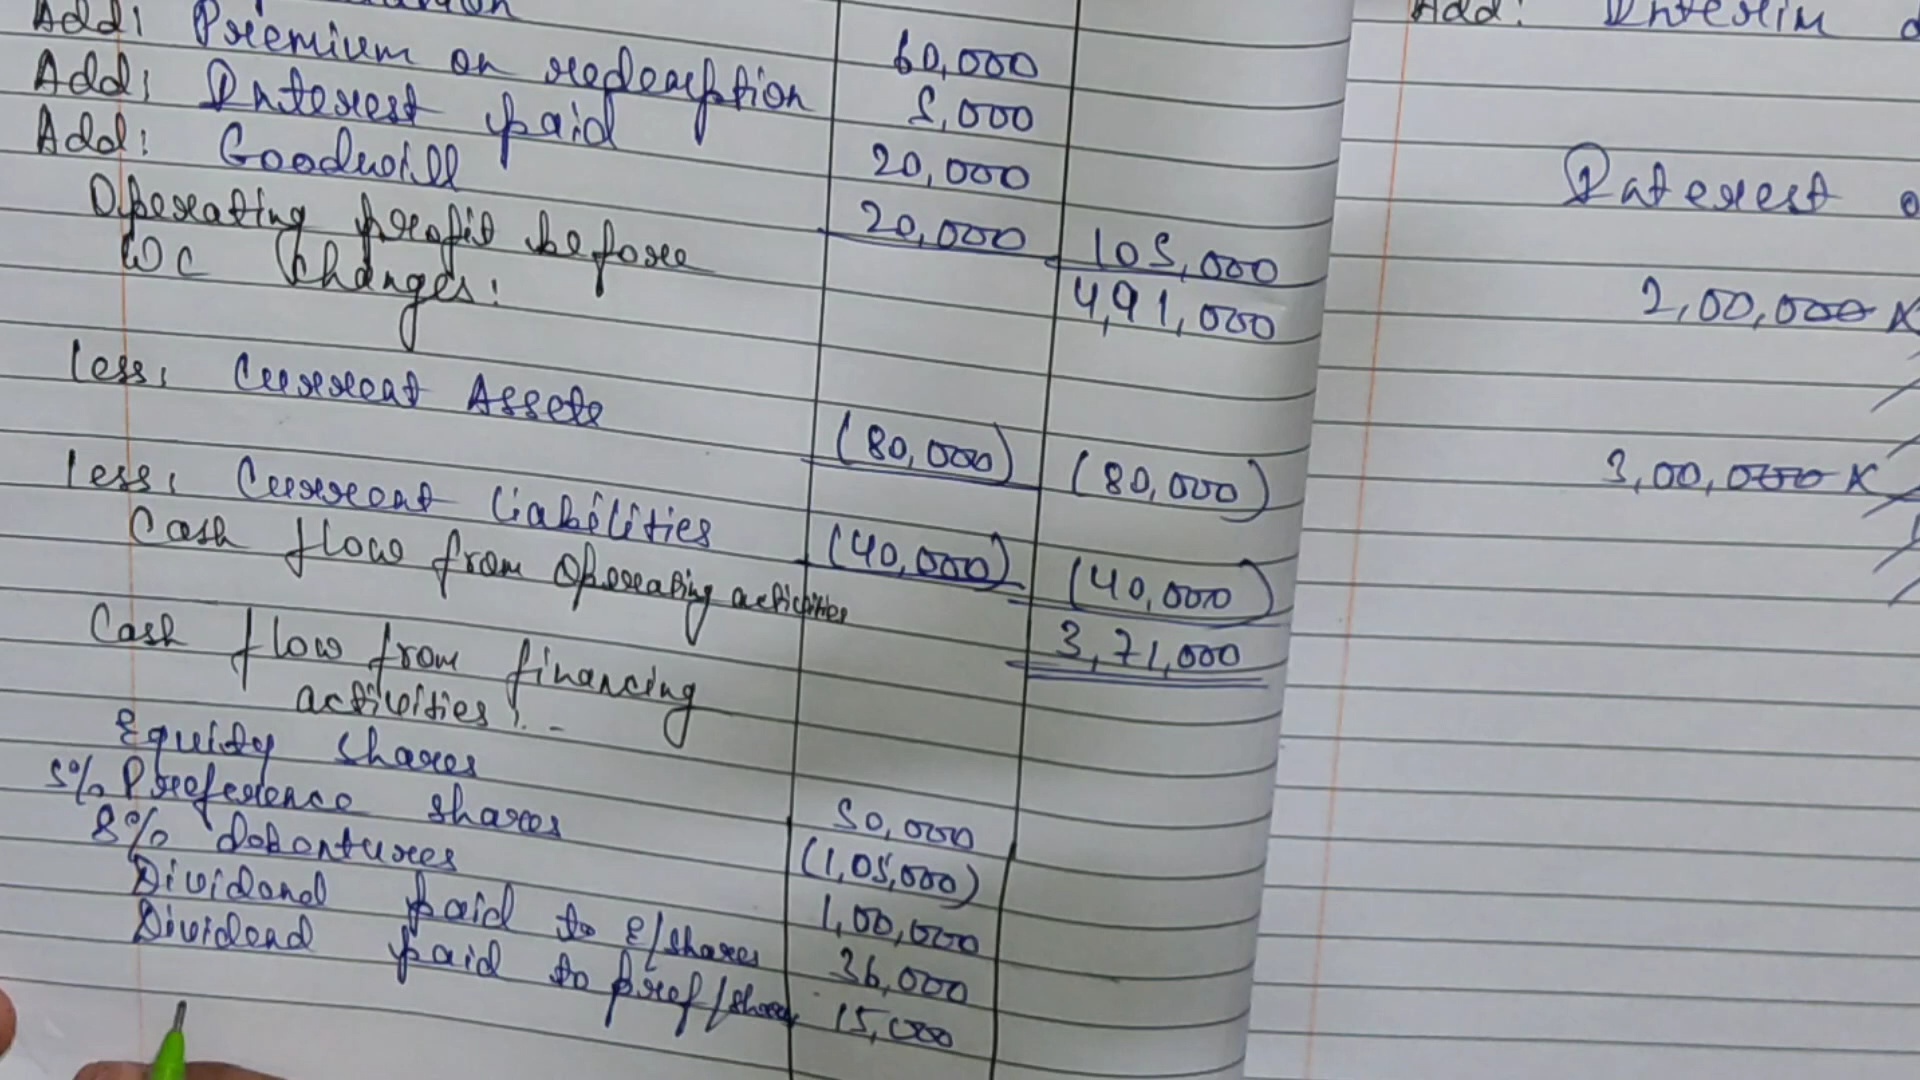 Add: Premium on redemption 60,000
Add: Interest paid 5,000
Add: Goodwill 20,000
Operating profit before 20,000 105,000
WC Changes: 4,91,000
Less: Current Assets (80,000) (80,000)
Less: Current liabilities (40,000) (40,000)
Cash flow from Operating activities 3,71,000
Cash flow from financing
activities:-
Equity shares 50,000
5% Preference shares (1,05,000)
8% Debentures 1,00,000
Dividend paid to E/shares 36,000
Dividend paid to pref/shares 15,000
Add: Interim
Interest
2,00,000 X
3,00,000 X